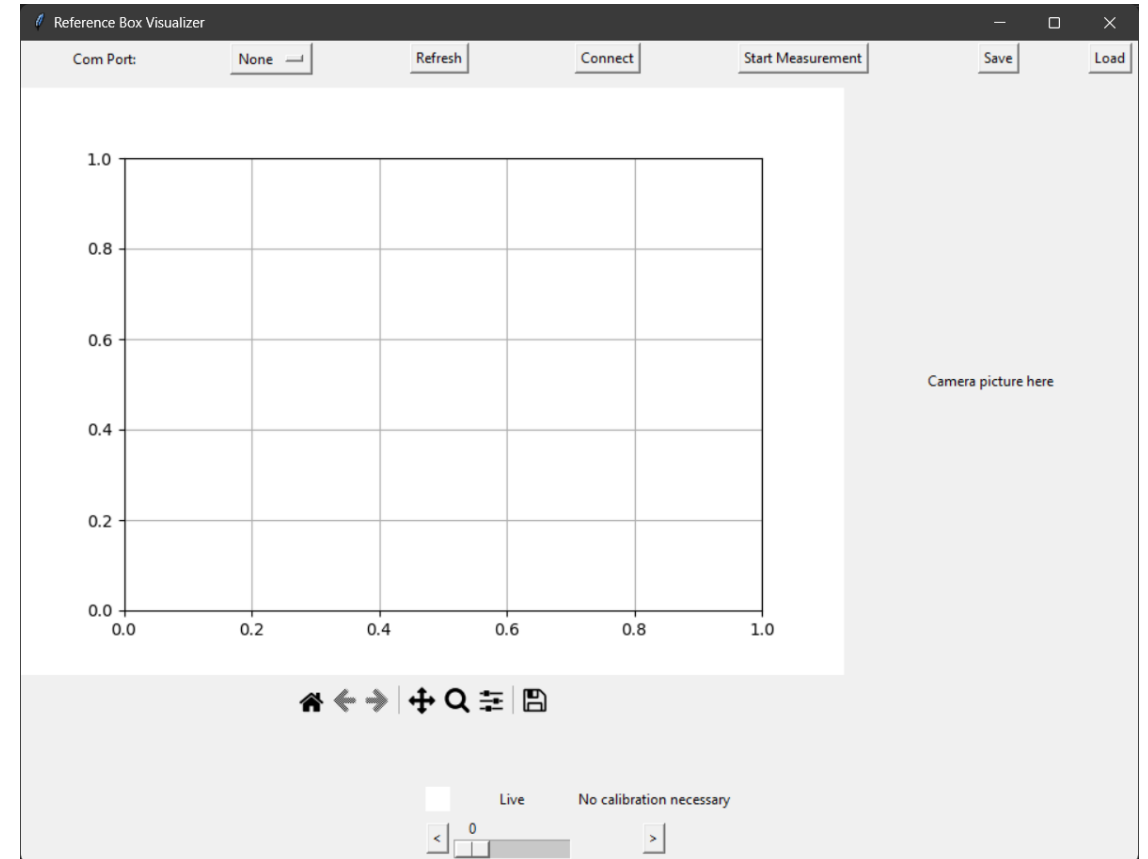 Reference Box Visualizer
Com Port: None Refresh Connect Start Measurement Save Load
1.0
0.8
0.6
0.4
0.2
0.0
0.0 0.2 0.4 0.6 0.8 1.0
Camera picture here
Live No calibration necessary
< 0 >